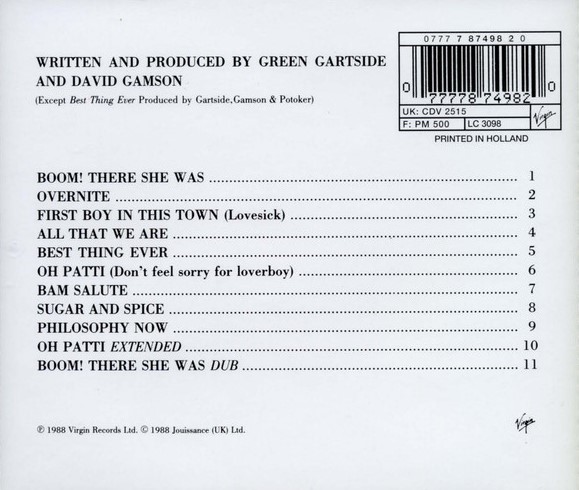 0777 7 87498 2 0
WRITTEN AND PRODUCED BY GREEN GARTSIDE
AND DAVID GAMSON
(Except Best Thing Ever Produced by Gartside,Gamson & Potoker)
0 77778 74982 0
UK: CDV 2515
F: PM 500 LC 3098
Virgin
PRINTED IN HOLLAND
BOOM! THERE SHE WAS 1
OVERNITE 2
FIRST BOY IN THIS TOWN (Lovesick) 3
ALL THAT WE ARE 4
BEST THING EVER 5
OH PATTI (Don't feel sorry for loverboy) 6
BAM SALUTE 7
SUGAR AND SPICE 8
PHILOSOPHY NOW 9
OH PATTI EXTENDED 10
BOOM! THERE SHE WAS DUB 11
℗ 1988 Virgin Records Ltd. © 1988 Jouissance (UK) Ltd.
Virgin